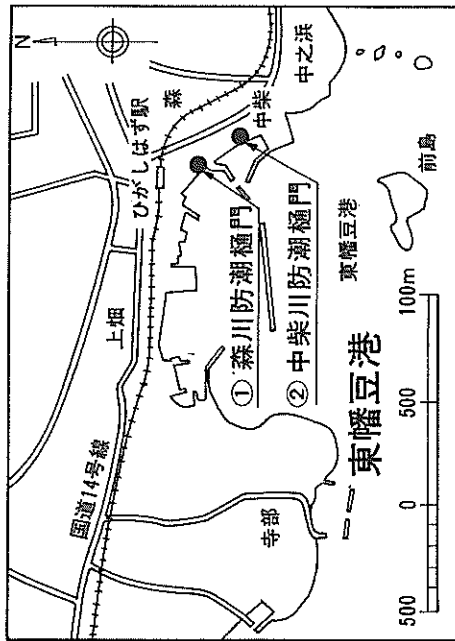 N
ひがしはず駅
森
上畑
国道14号線
中柴
中之浜
① 森川防潮樋門
② 中柴川防潮樋門
東幡豆港
前島
寺部
東幡豆港
500 0 500 100m